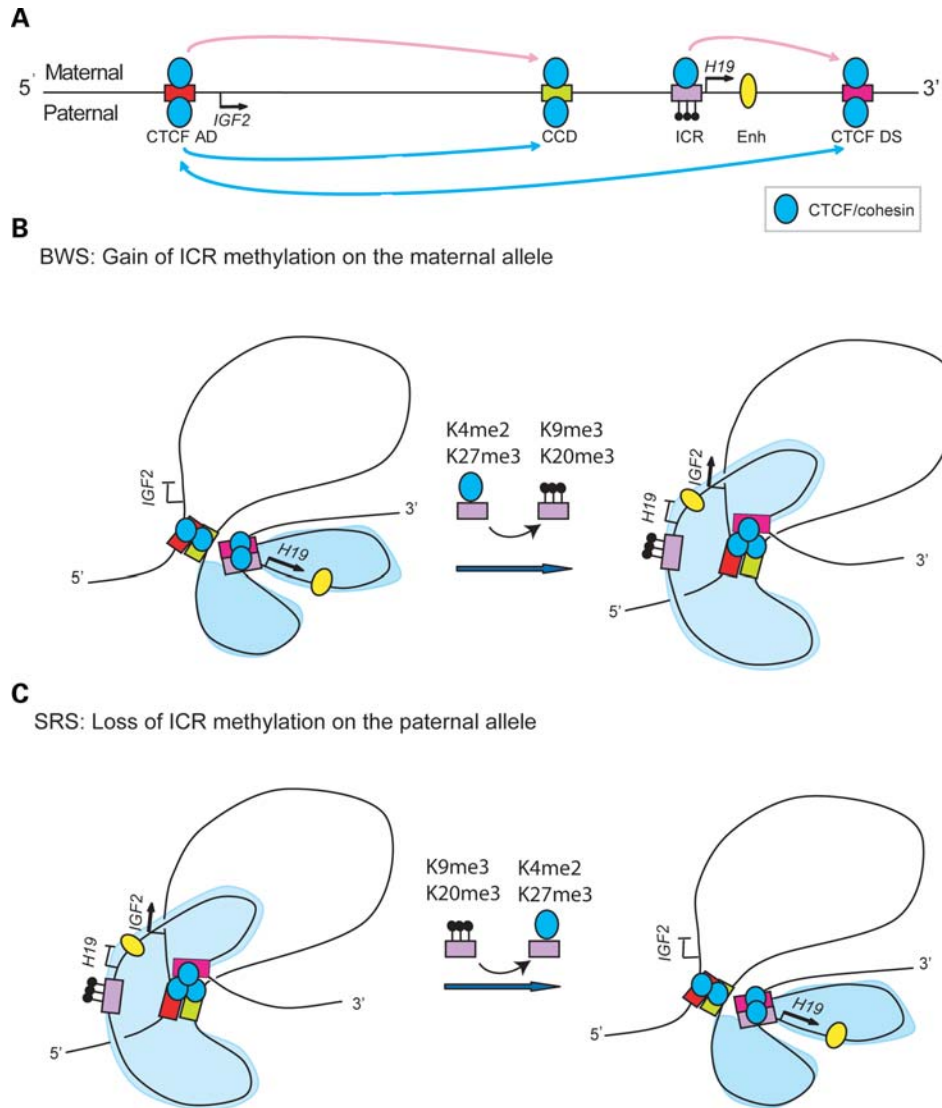 A
5' Maternal H19 3'
Paternal IGF2
CTCF AD CCD ICR Enh CTCF DS
CTCF/cohesin
B
BWS: Gain of ICR methylation on the maternal allele
K4me2 K9me3
K27me3 K20me3
IGF2
H19
3'
5'
IGF2
H19
3'
5'
C
SRS: Loss of ICR methylation on the paternal allele
K9me3 K4me2
K20me3 K27me3
IGF2
H19
3'
5'
IGF2
3'
H19
5'